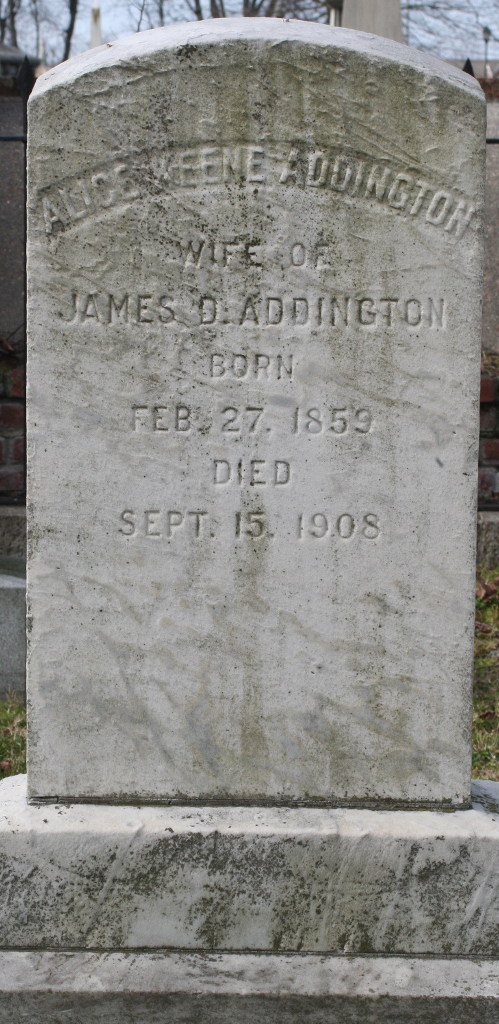 ALICE KEENE ADDINGTON
WIFE OF
JAMES D. ADDINGTON
BORN
FEB. 27. 1859
DIED
SEPT. 15. 1908